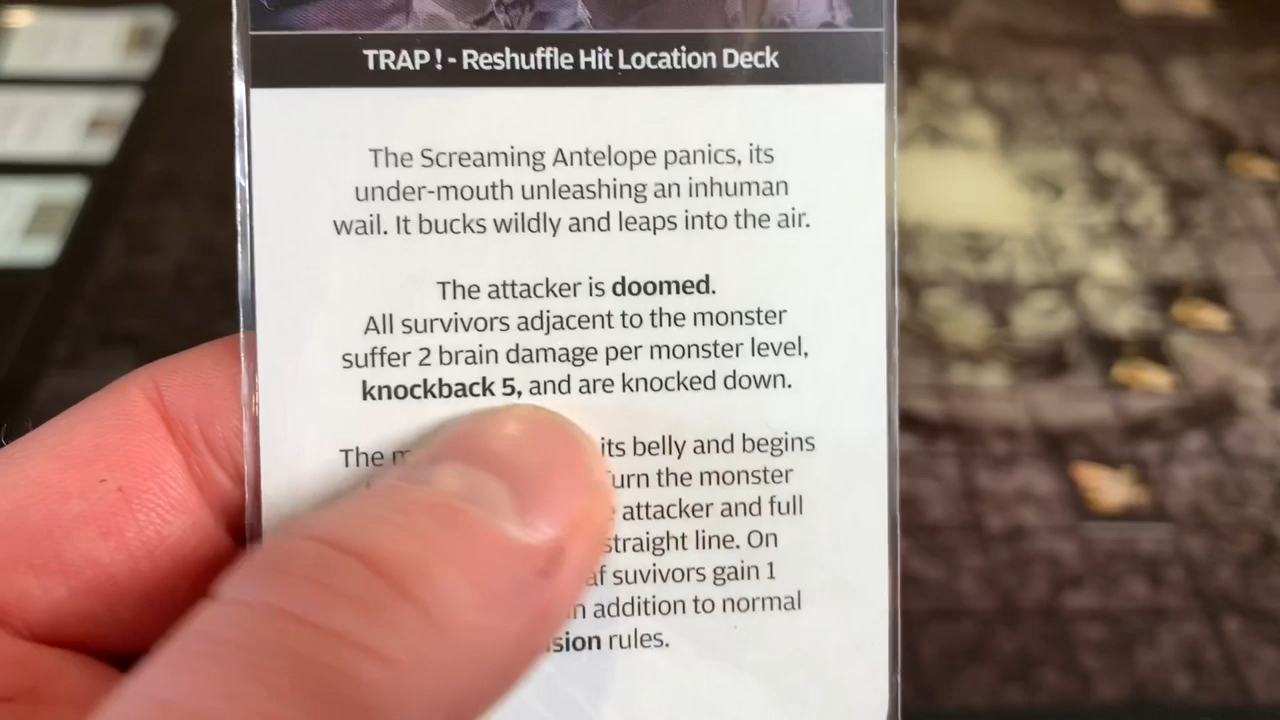 TRAP ! - Reshuffle Hit Location Deck
The Screaming Antelope panics, its
under-mouth unleashing an inhuman
wail. It bucks wildly and leaps into the air.
The attacker is doomed.
All survivors adjacent to the monster
suffer 2 brain damage per monster level,
knockback 5, and are knocked down.
The its belly and begins
the monster
attacker and full
straight line. On
suvivors gain 1
addition to normal
rules.